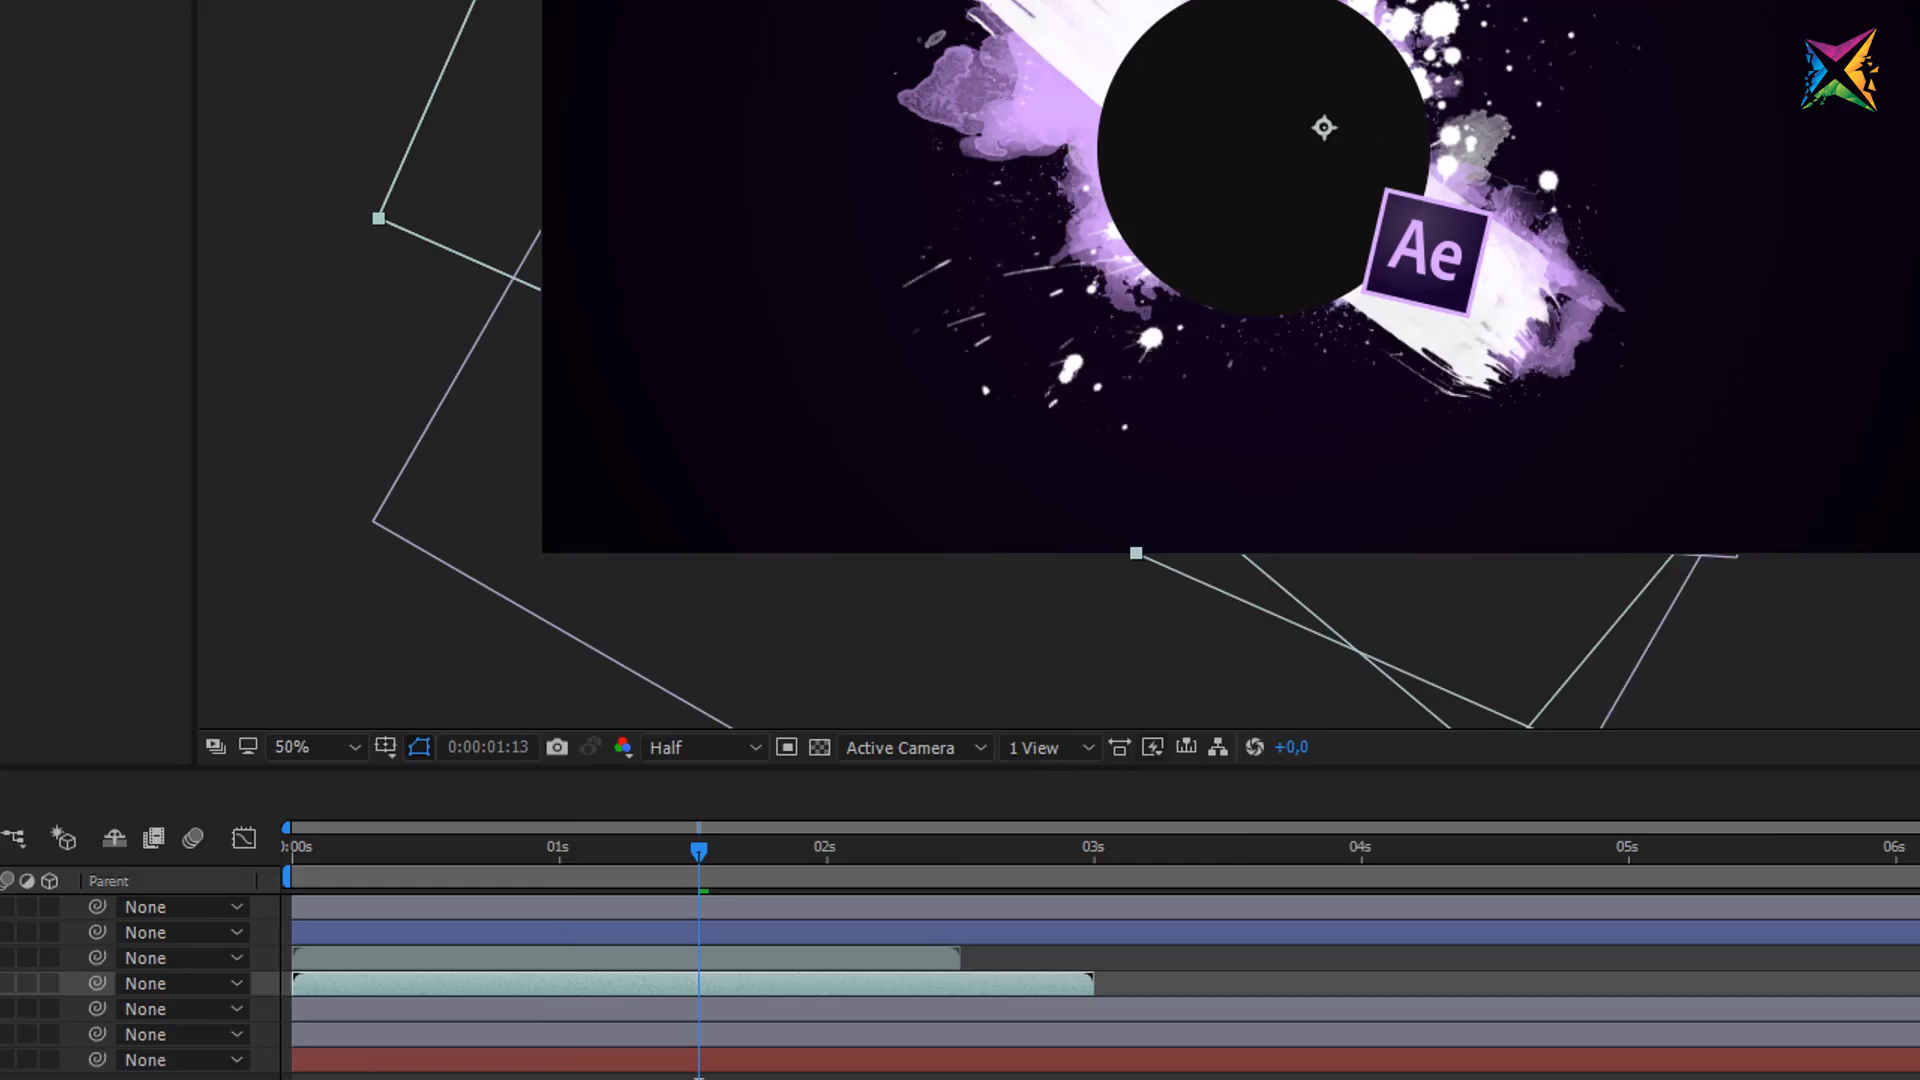 Ae
50%
0:00:01:13
Half
Active Camera
1 View
+0,0
0:00s
01s
02s
03s
04s
05s
06s
Parent
None
None
None
None
None
None
None